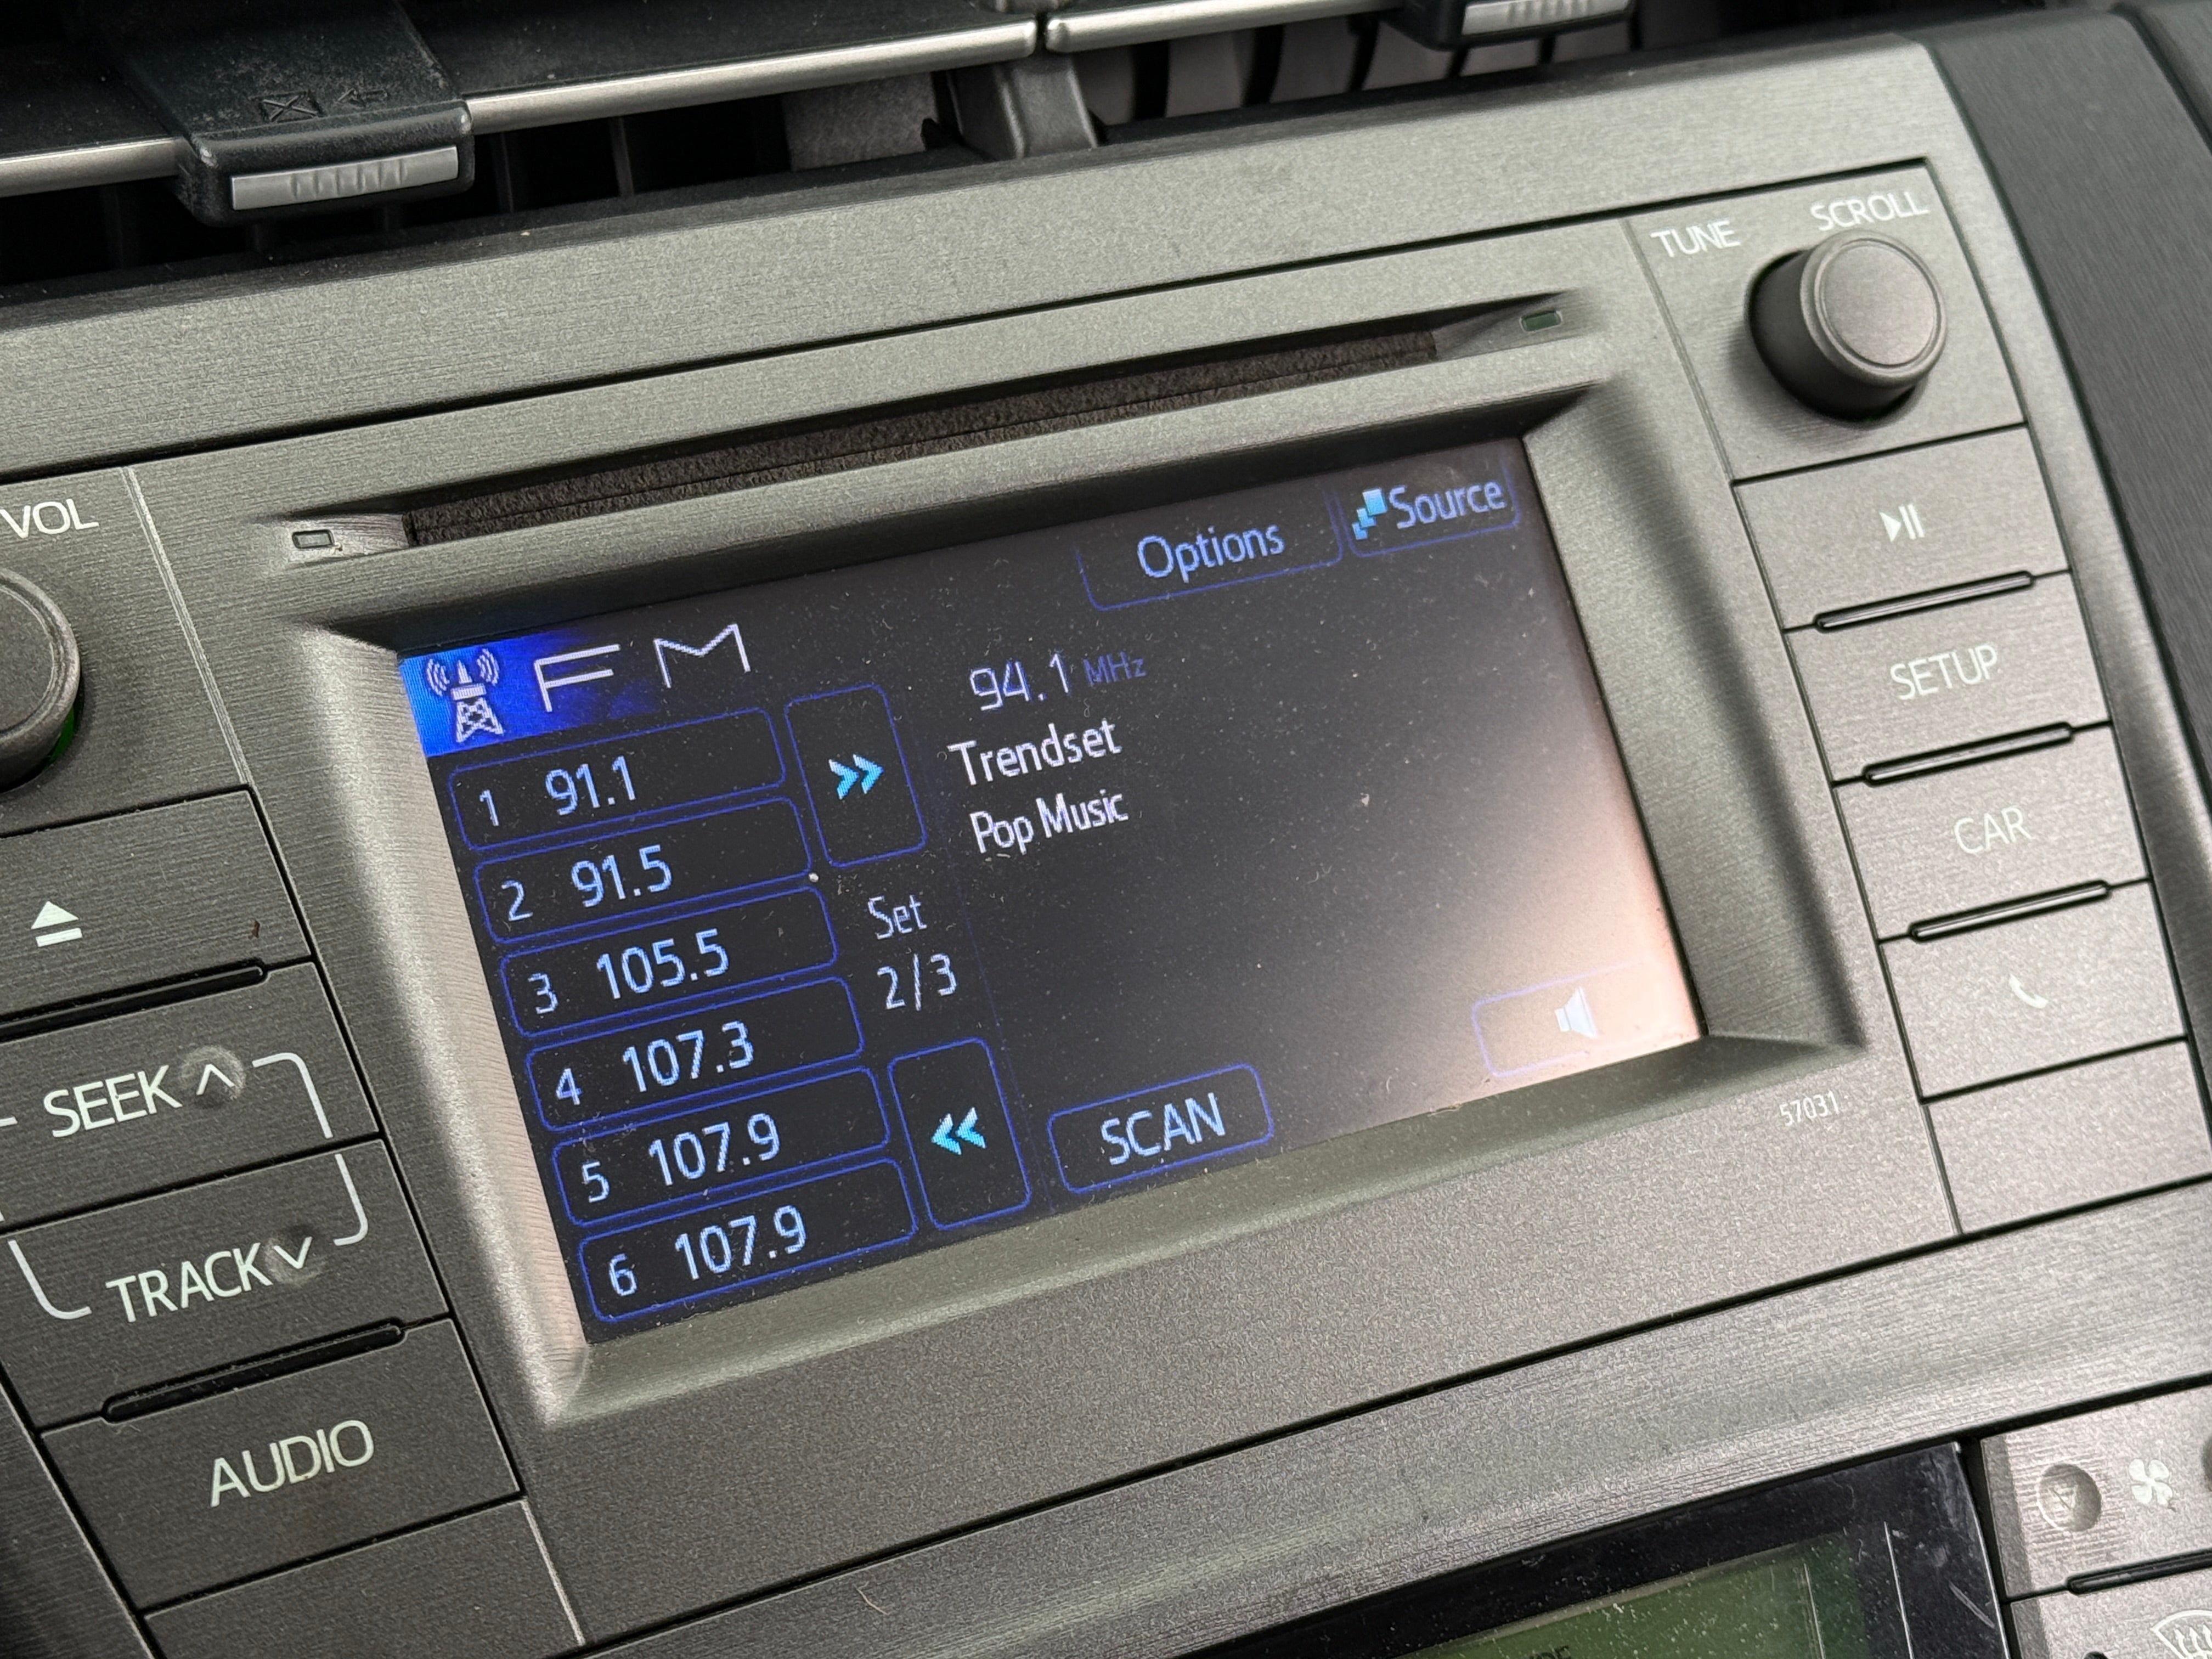 TUNE SCROLL
VOL
Options Source
FM
94.1 MHz
Trendset
Pop Music
1 91.1
2 91.5
3 105.5
4 107.3
5 107.9
6 107.9
Set
2/3
SCAN
SEEK
TRACK
AUDIO
SETUP
CAR
57031